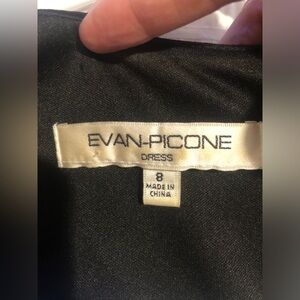 EVAN-PICONE
DRESS
8
MADE IN
CHINA